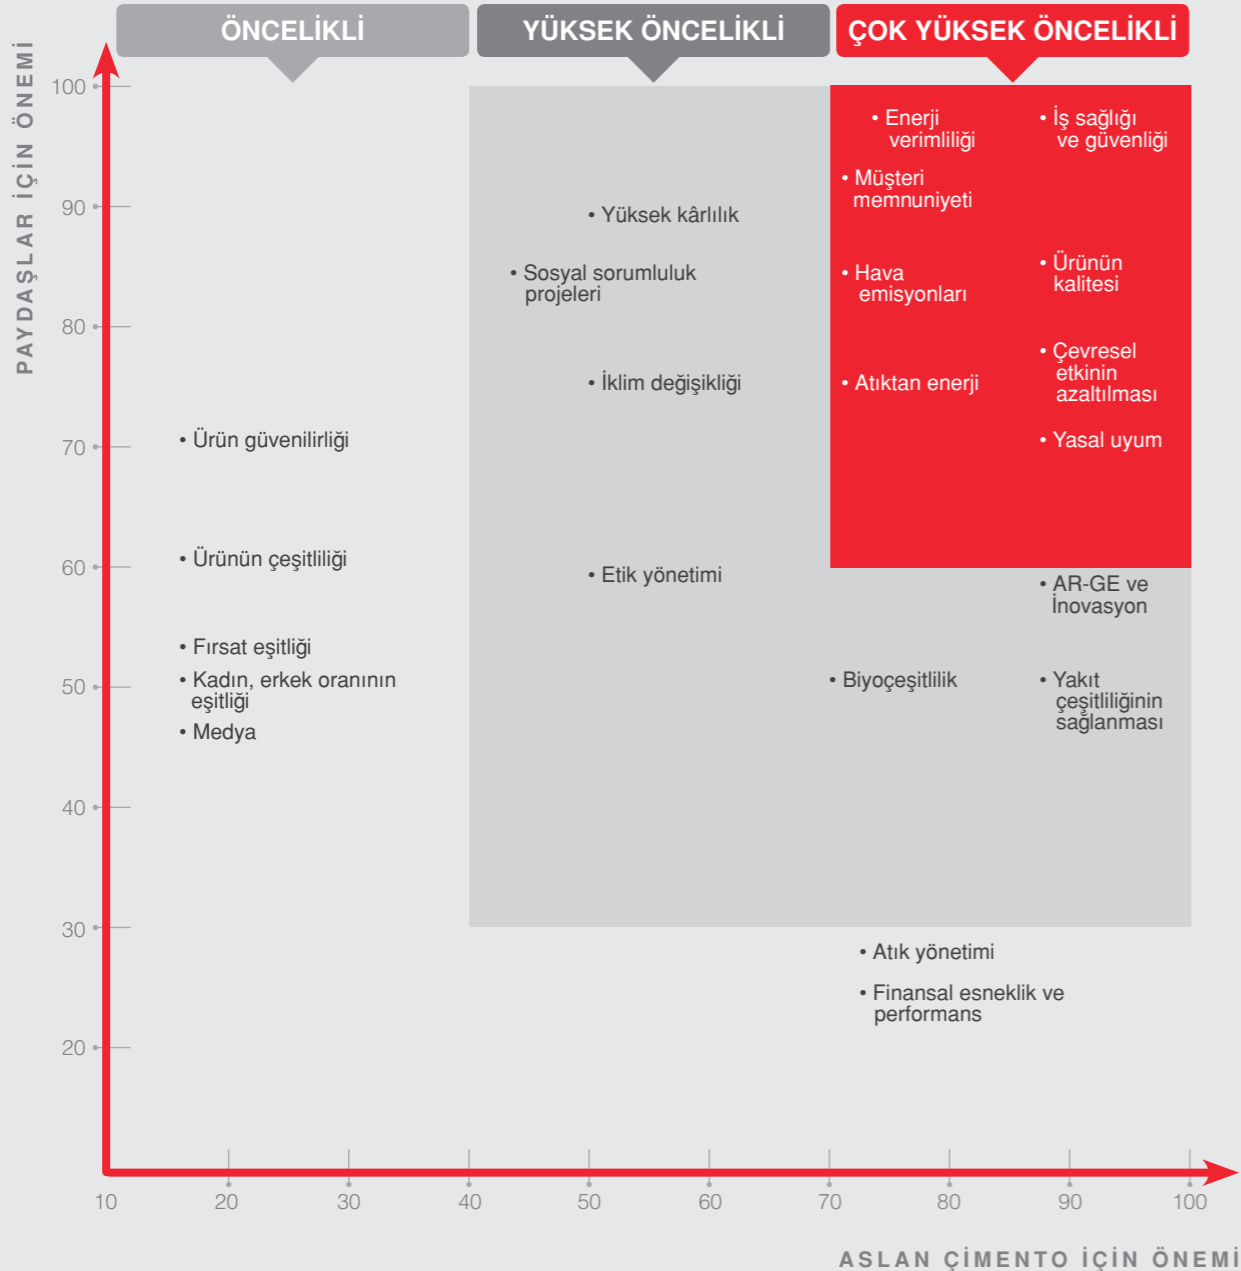 ÖNCELİKLİ
YÜKSEK ÖNCELİKLİ
ÇOK YÜKSEK ÖNCELİKLİ
PAYDAŞLAR İÇİN ÖNEMİ
100
90
80
70
60
50
40
30
20
• Ürün güvenilirliği
• Ürünün çeşitliliği
• Fırsat eşitliği
• Kadın, erkek oranının
eşitliği
• Medya
• Yüksek kârlılık
• Sosyal sorumluluk
projeleri
• İklim değişikliği
• Etik yönetimi
• Enerji
verimliliği
• Müşteri
memnuniyeti
• Hava
emisyonları
• Atıktan enerji
• İş sağlığı
ve güvenliği
• Ürünün
kalitesi
• Çevresel
etkinin
azaltılması
• Yasal uyum
• AR-GE ve
İnovasyon
• Biyoçeşitlilik
• Yakıt
çeşitliliğinin
sağlanması
• Atık yönetimi
• Finansal esneklik ve
performans
10
20
30
40
50
60
70
80
90
100
ASLAN ÇİMENTO İÇİN ÖNEMİ